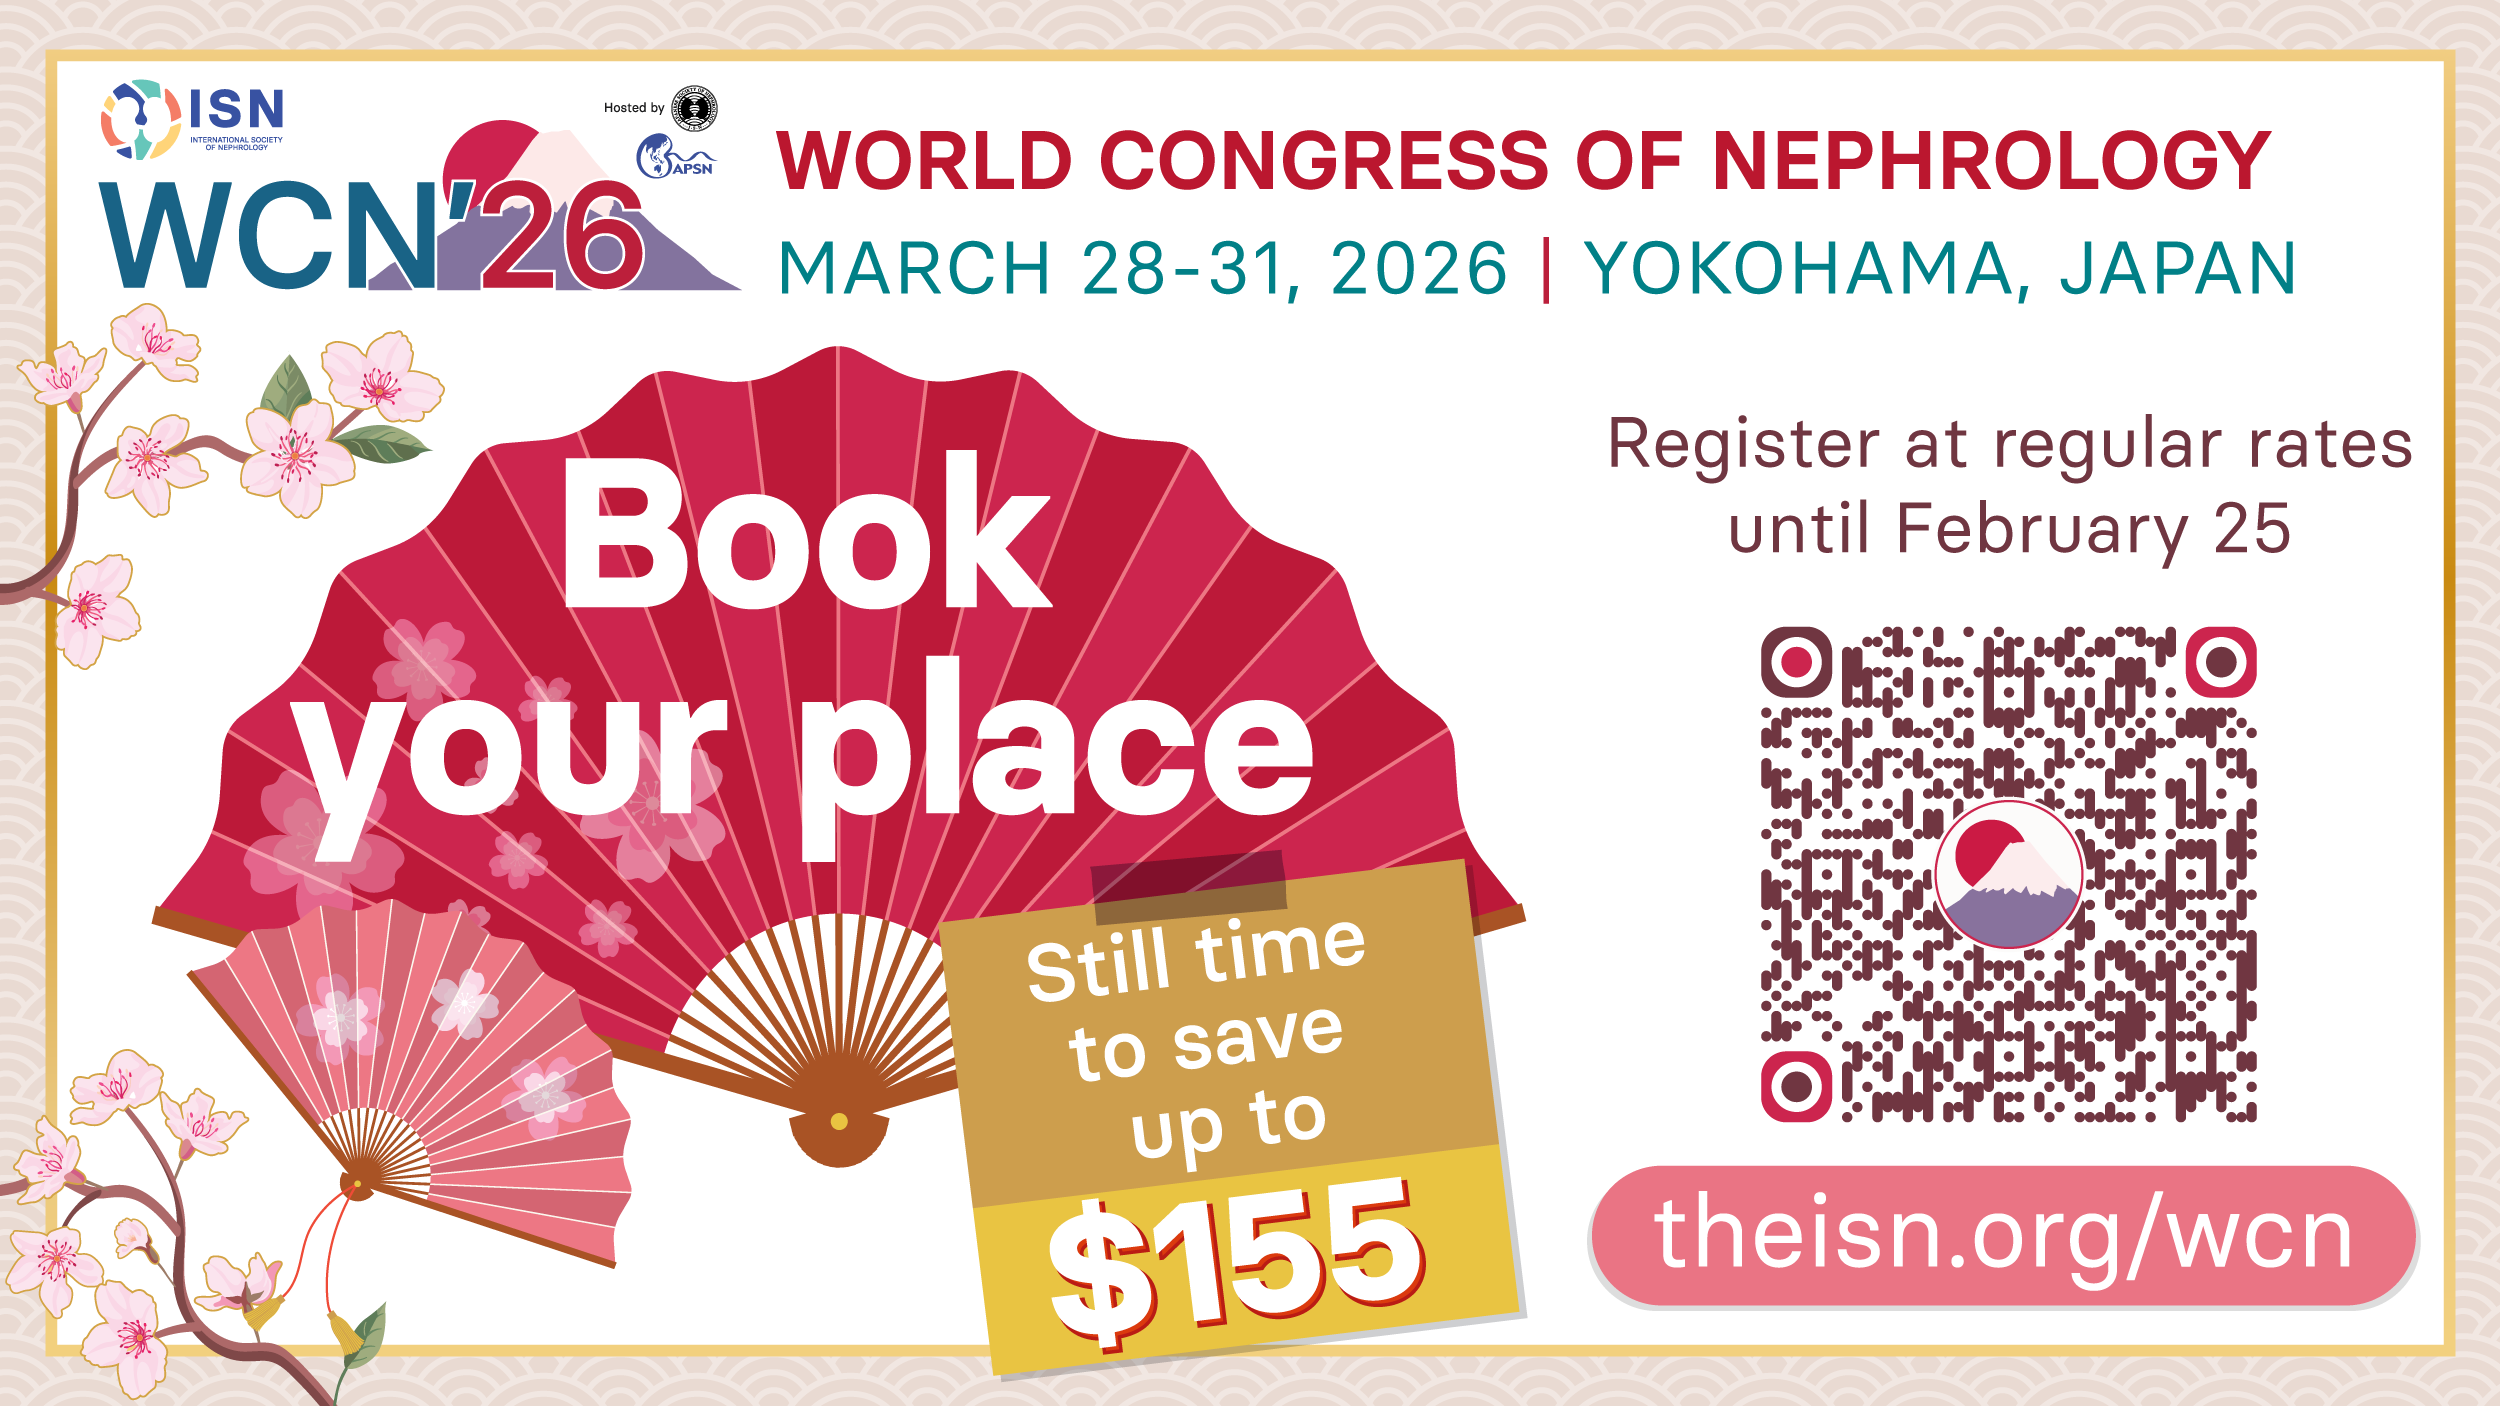 ISN
INTERNATIONAL SOCIETY
OF NEPHROLOGY
WCN'26
Hosted by
APSN
WORLD CONGRESS OF NEPHROLOGY
MARCH 28-31, 2026 | YOKOHAMA, JAPAN
Book
your place
Still time
to save
up to
$155
Register at regular rates
until February 25
theisn.org/wcn